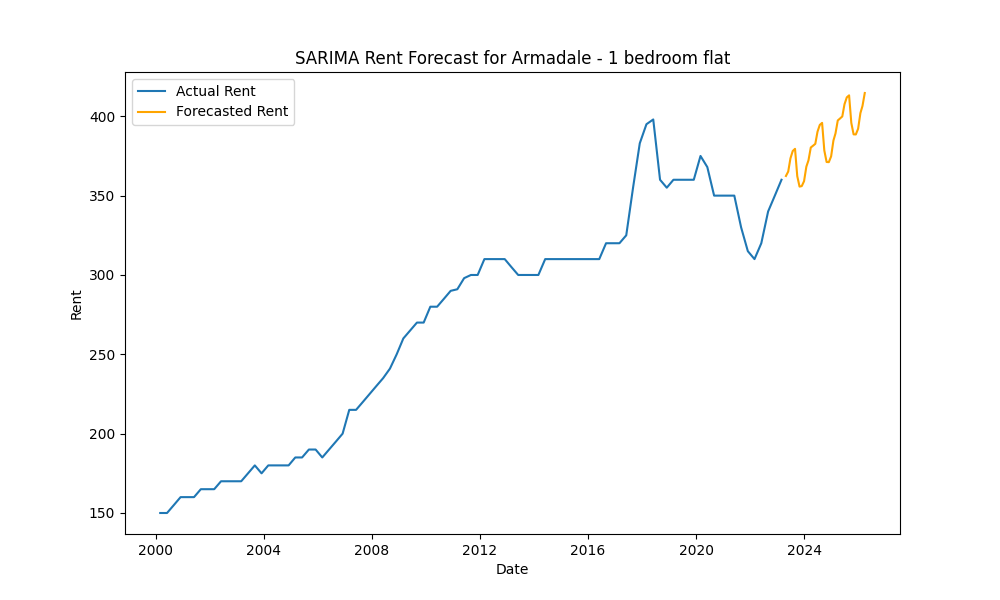 SARIMA Rent Forecast for Armadale - 1 bedroom flat
Actual Rent
Forecasted Rent
400
350
300
250
200
150
Rent
2000 2004 2008 2012 2016 2020 2024
Date